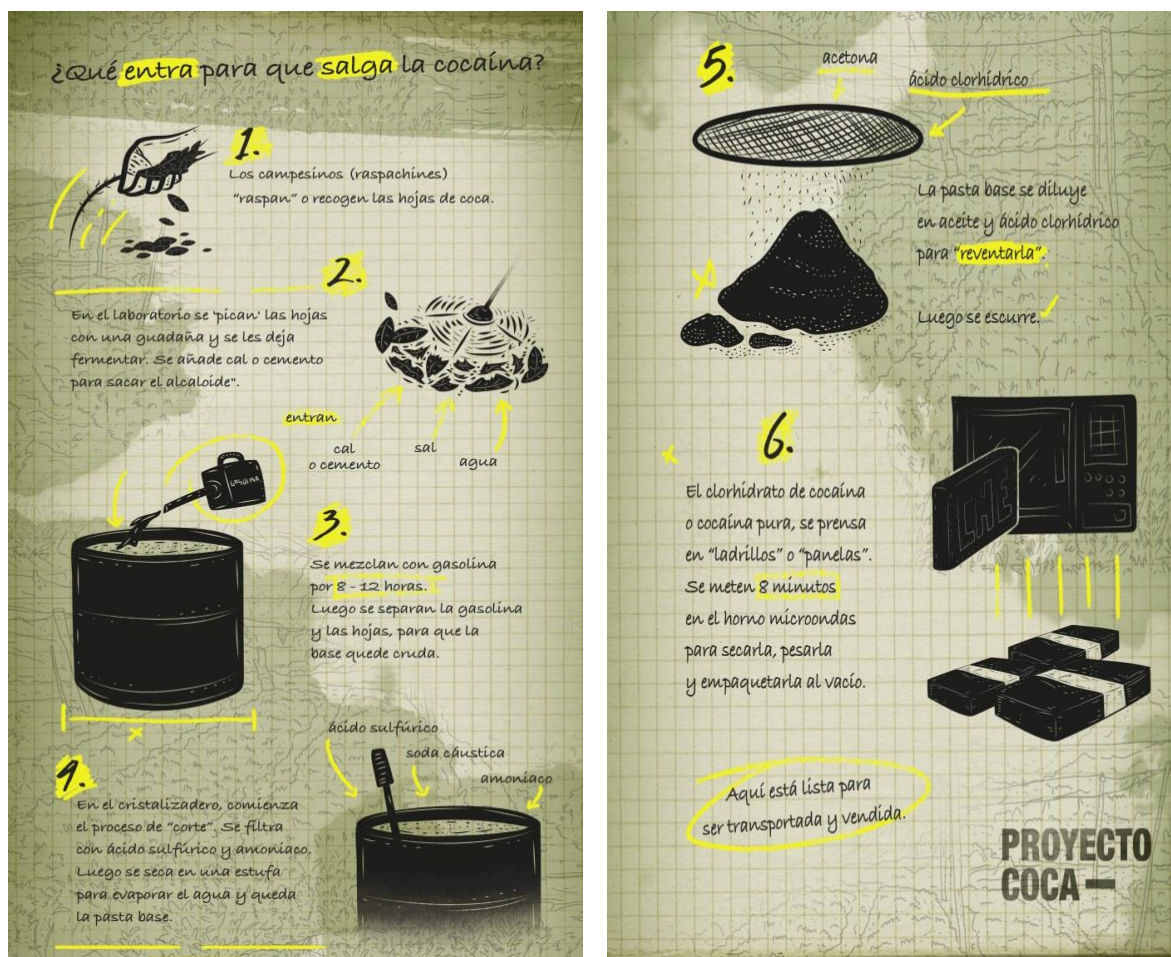 ¿Qué entra para que salga la cocaína?
1.
Los campesinos (raspachines)
"raspan" o recogen las hojas de coca.
2.
En el laboratorio se 'pican' las hojas
con una guadaña y se les deja
fermentar. Se añade cal o cemento
para sacar el alcaloide".
entran
cal
o cemento
sal
agua
GASOLINA
3.
Se mezclan con gasolina
por 8 - 12 horas.
Luego se separan la gasolina
y las hojas, para que la
base quede cruda.
4.
En el cristalizadero, comienza
el proceso de "corte". Se filtra
con ácido sulfúrico y amoniaco.
Luego se seca en una estufa
para evaporar el agua y queda
la pasta base.
ácido sulfúrico
soda cáustica
amoniaco
5.
acetona
ácido clorhídrico
La pasta base se diluye
en aceite y ácido clorhídrico
para "reventarla".
Luego se escurre.
6.
El clorhidrato de cocaína
o cocaína pura, se prensa
en "ladrillos" o "panelas".
Se meten 8 minutos
en el horno microondas
para secarla, pesarla
y empaquetarla al vacío.
CHE
Aquí está lista para
ser transportada y vendida.
PROYECTO
COCA —